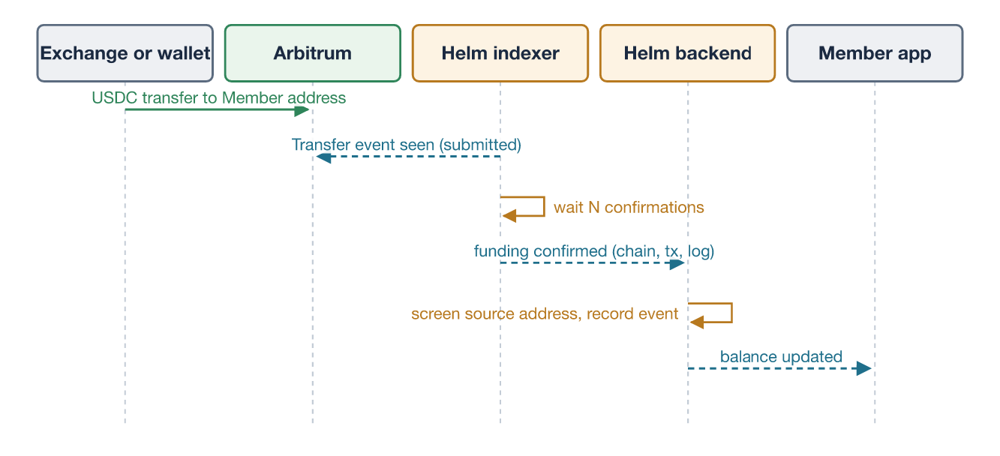 Exchange or wallet
Arbitrum
Helm indexer
Helm backend
Member app
USDC transfer to Member address
Transfer event seen (submitted)
wait N confirmations
funding confirmed (chain, tx, log)
screen source address, record event
balance updated